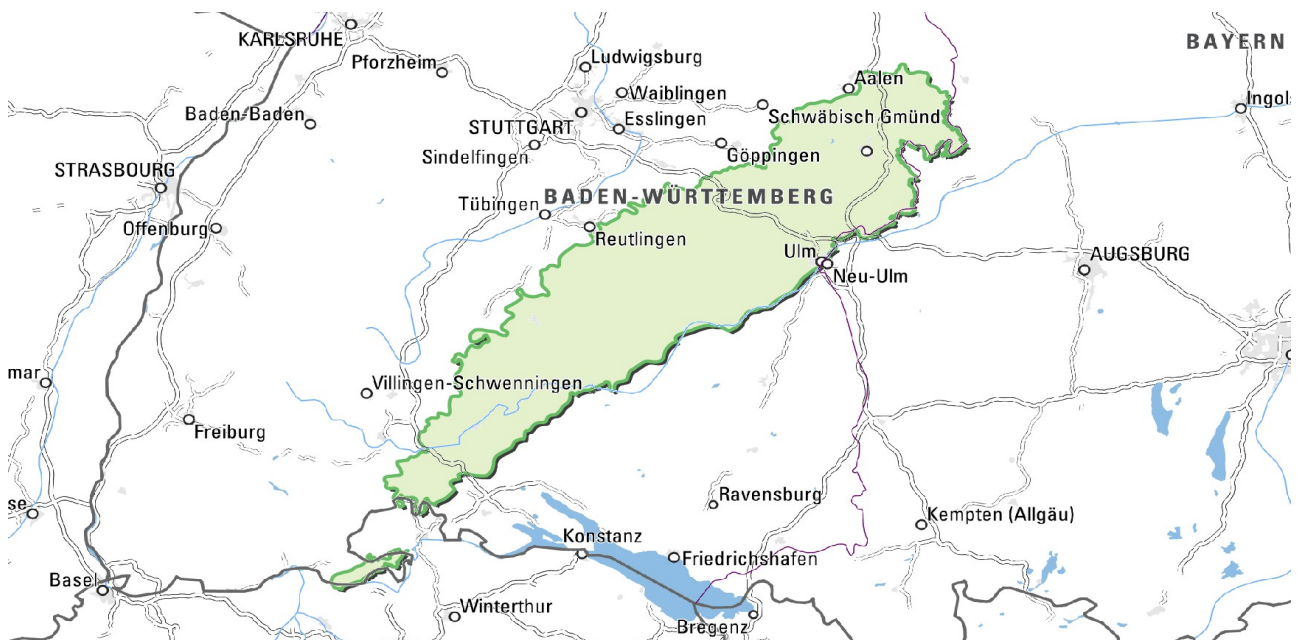 KARLSRUHE
BAYERN
Pforzheim
Ludwigsburg
Aalen
Waiblingen
Ingols
Baden-Baden
Schwäbisch Gmünd
STUTTGART
Esslingen
Sindelfingen
Göppingen
STRASBOURG
BADEN-WÜRTTEMBERG
Tübingen
Offenburg
Reutlingen
Ulm
AUGSBURG
Neu-Ulm
mar
Villingen-Schwenningen
Freiburg
Ravensburg
se
Kempten (Allgäu)
Konstanz
Friedrichshafen
Basel
Winterthur
Bregenz